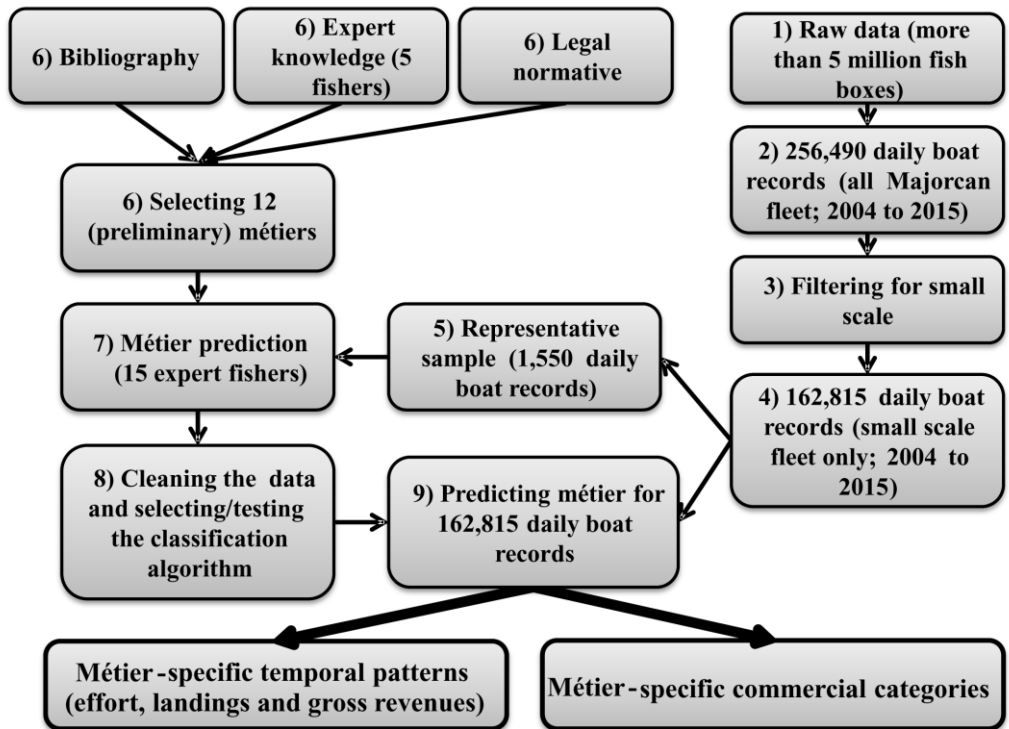 6) Bibliography
6) Expert
knowledge (5
fishers)
6) Legal
normative
1) Raw data (more
than 5 million fish
boxes)
2) 256,490 daily boat
records (all Majorcan
fleet; 2004 to 2015)
6) Selecting 12
(preliminary) métiers
3) Filtering for small
scale
7) Métier prediction
(15 expert fishers)
5) Representative
sample (1,550 daily
boat records)
4) 162,815 daily boat
records (small scale
fleet only; 2004 to
2015)
8) Cleaning the data
and selecting/testing
the classification
algorithm
9) Predicting métier for
162,815 daily boat
records
Métier-specific temporal patterns
(effort, landings and gross revenues)
Métier-specific commercial categories